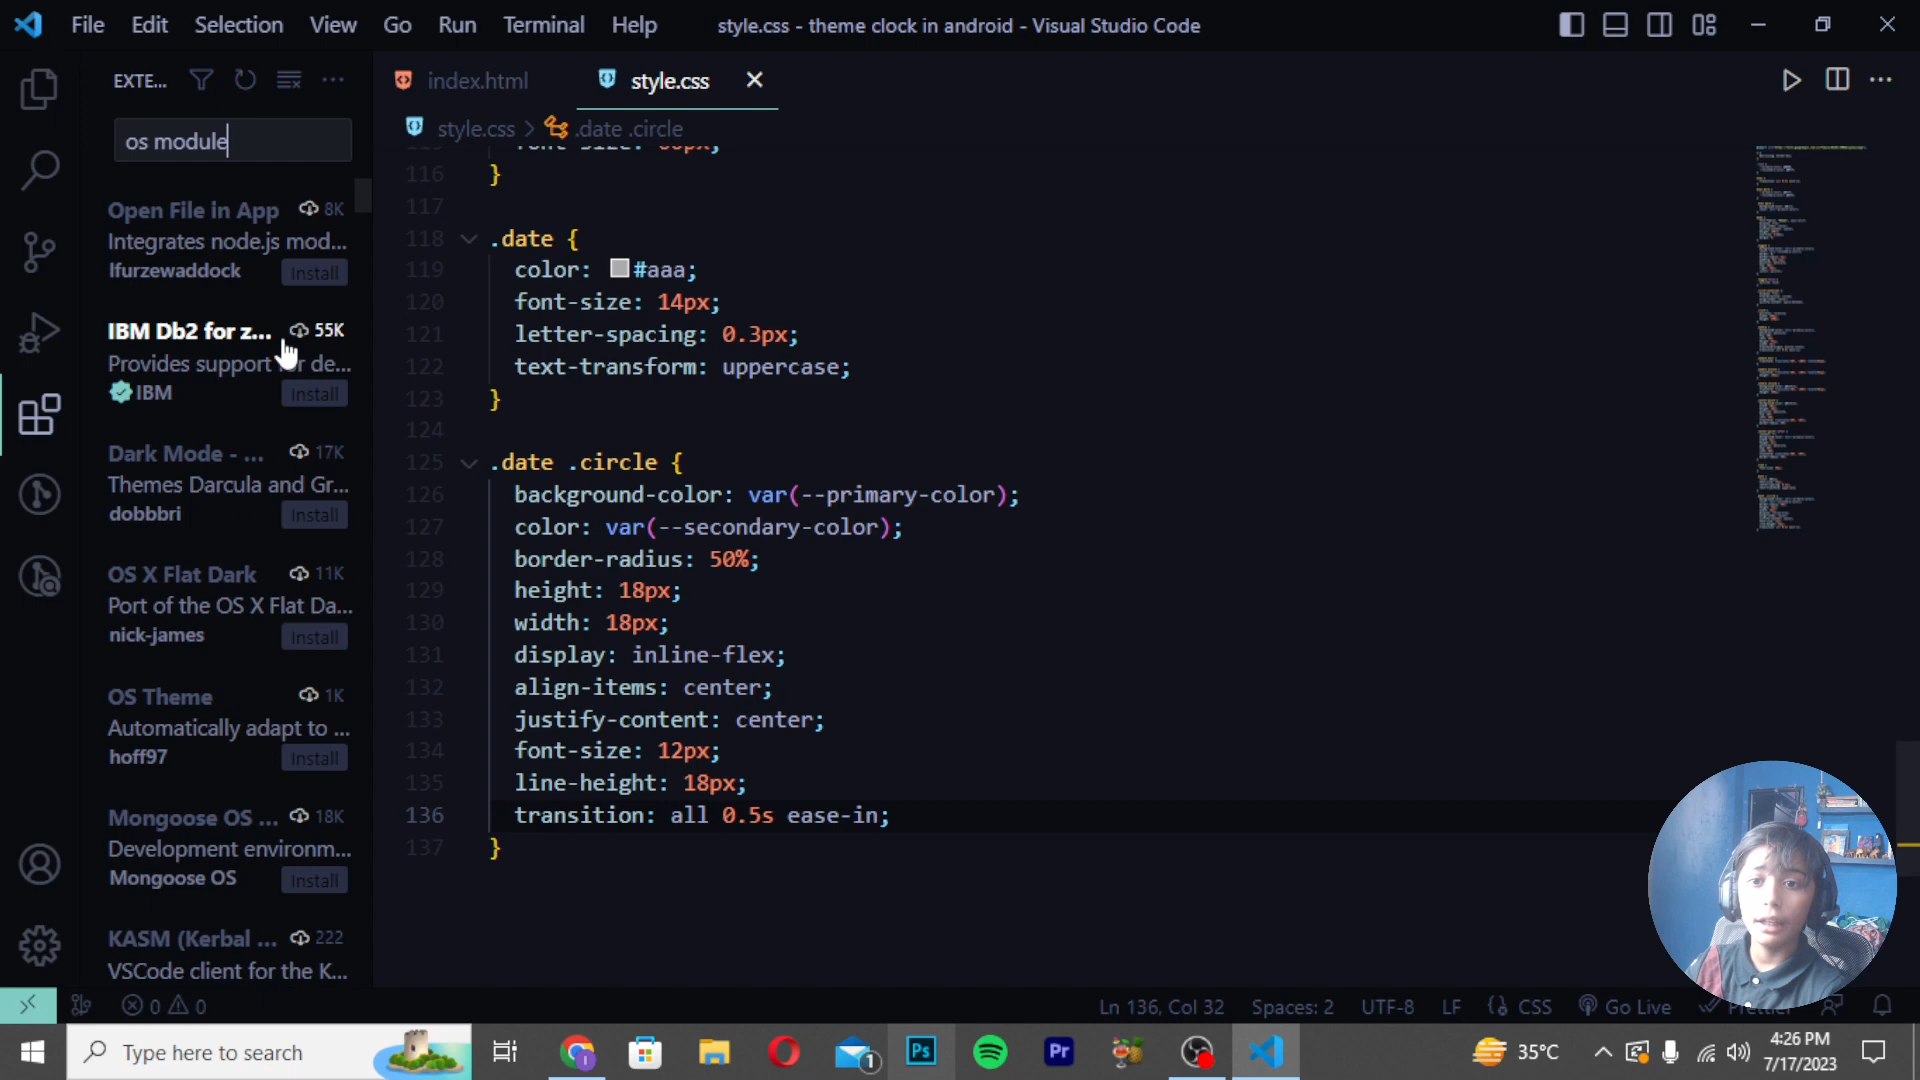 File Edit Selection View Go Run Terminal Help
style.css - theme clock in android - Visual Studio Code
EXTE...
os module
Open File in App 8K
Integrates node.js mod...
lfurzewaddock Install
IBM Db2 for z... 55K
Provides support for de...
IBM Install
Dark Mode - ... 17K
Themes Darcula and Gr...
dobbbri Install
OS X Flat Dark 11K
Port of the OS X Flat Da...
nick-james Install
OS Theme 1K
Automatically adapt to ...
hoff97 Install
Mongoose OS ... 18K
Development environm...
Mongoose OS Install
KASM (Kerbal ... 222
VSCode client for the K...
index.html style.css
style.css > .date .circle
116 }
117
118 .date {
119 color: #aaa;
120 font-size: 14px;
121 letter-spacing: 0.3px;
122 text-transform: uppercase;
123 }
124
125 .date .circle {
126 background-color: var(--primary-color);
127 color: var(--secondary-color);
128 border-radius: 50%;
129 height: 18px;
130 width: 18px;
131 display: inline-flex;
132 align-items: center;
133 justify-content: center;
134 font-size: 12px;
135 line-height: 18px;
136 transition: all 0.5s ease-in;
137 }
0 0
Ln 136, Col 32 Spaces: 2 UTF-8 LF CSS Go Live Prettier
Type here to search
1
Ps
Pr
35°C
4:26 PM
7/17/2023